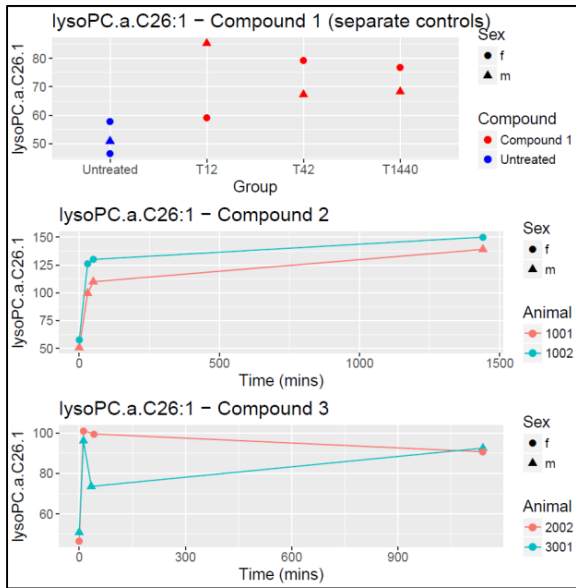 lysoPC.a.C26:1 − Compound 1 (separate controls)
lysoPC.a.C26.1
80
70
60
50
Untreated
T12
T42
T1440
Group
Sex
f
m
Compound
Compound 1
Untreated
lysoPC.a.C26:1 − Compound 2
lysoPC.a.C26.1
150
125
100
75
50
0
500
1000
1500
Time (mins)
Sex
f
m
Animal
1001
1002
lysoPC.a.C26:1 − Compound 3
lysoPC.a.C26.1
100
80
60
0
300
600
900
Time (mins)
Sex
f
m
Animal
2002
3001